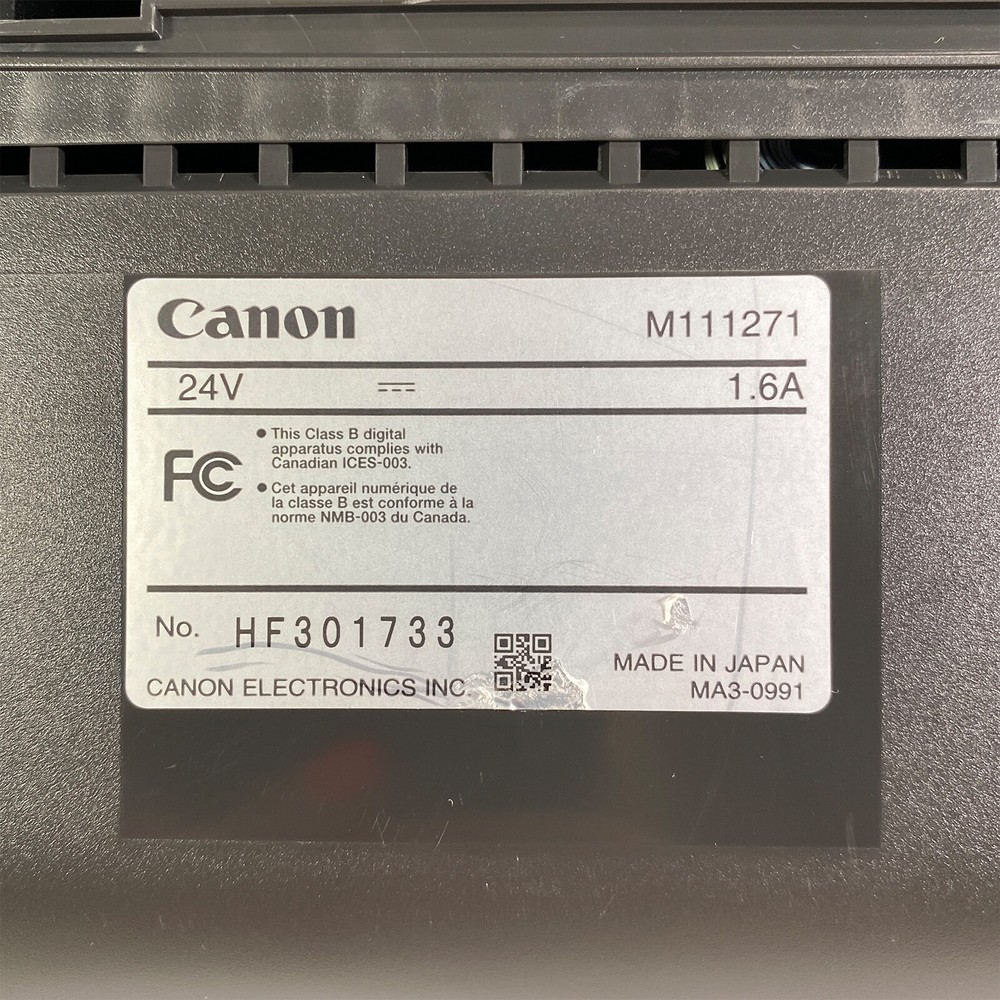 Canon M111271
24V 1.6A
FC
● This Class B digital
apparatus complies with
Canadian ICES-003.
● Cet appareil numérique de
la classe B est conforme à la
norme NMB-003 du Canada.
No. HF301733
MADE IN JAPAN
CANON ELECTRONICS INC. MA3-0991